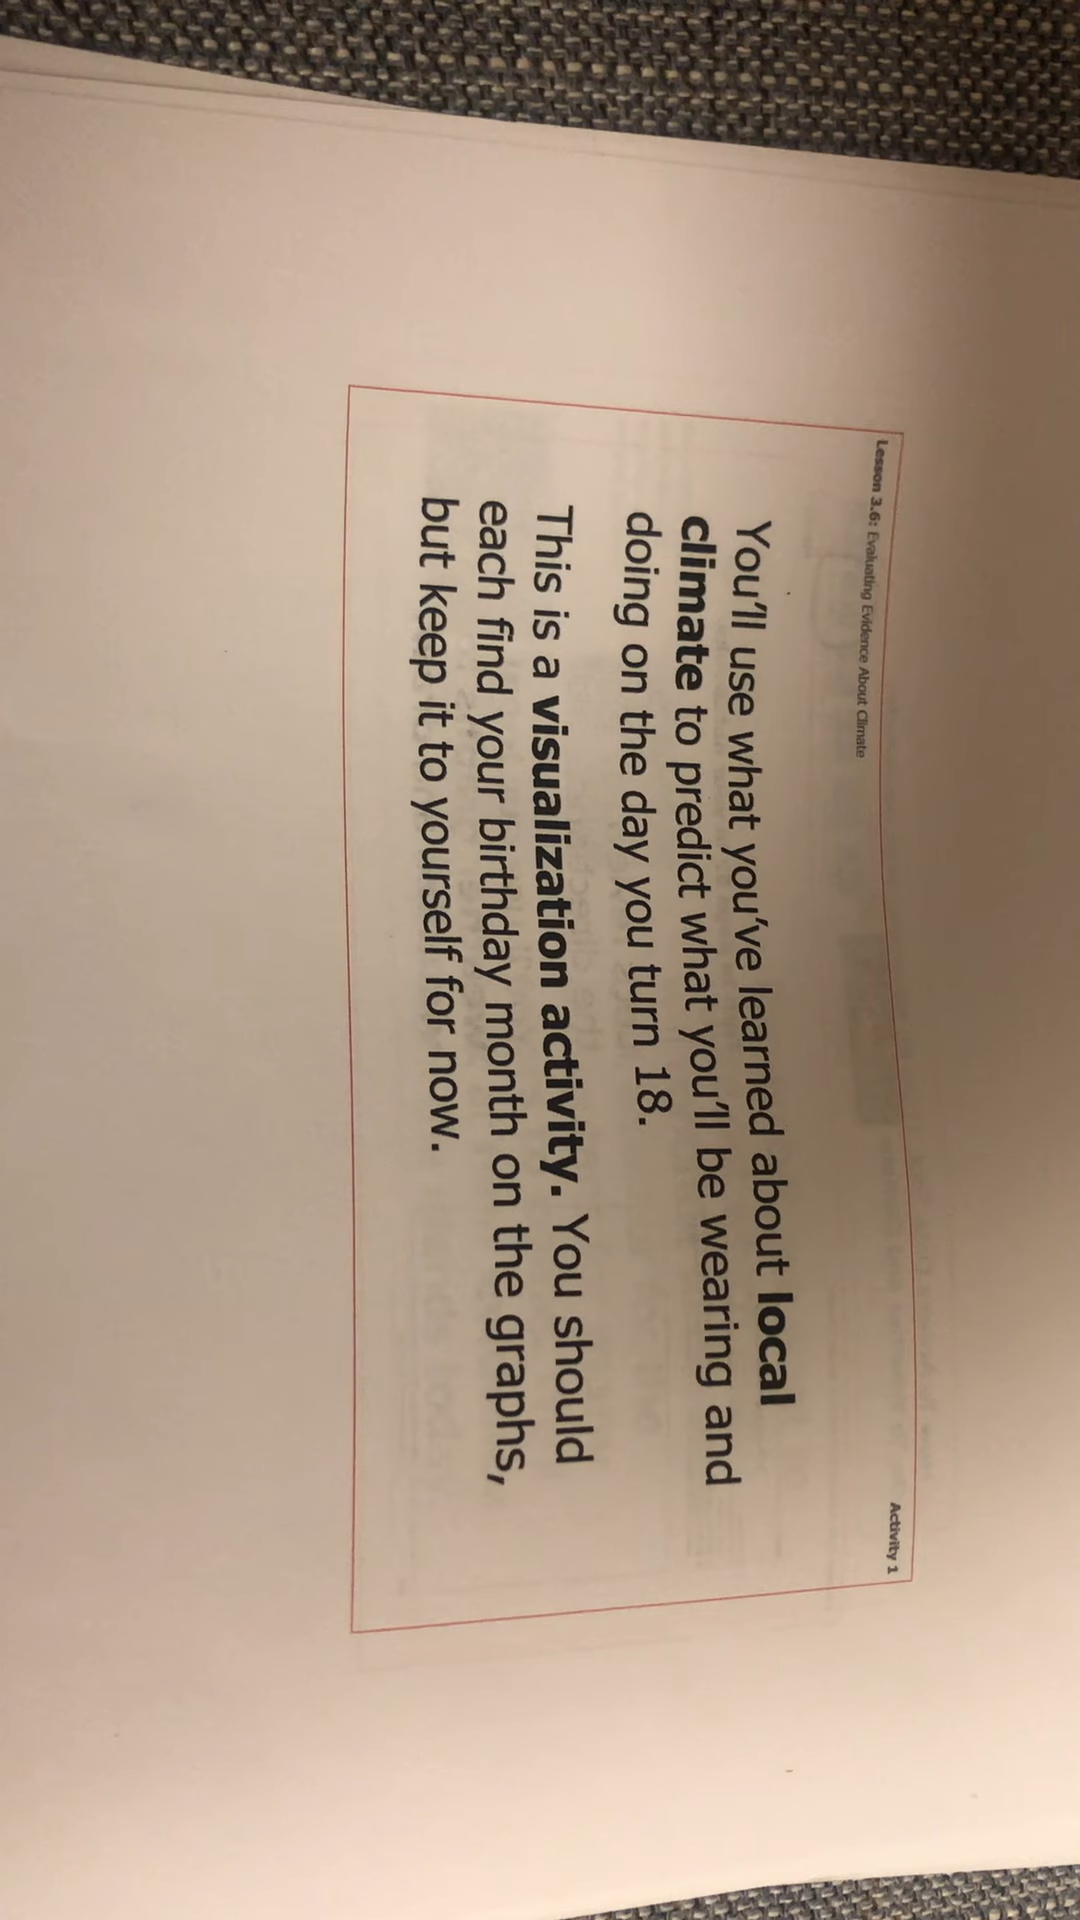 Lesson 3.6: Evaluating Evidence About Climate
Activity 1
You'll use what you've learned about local
climate to predict what you'll be wearing and
doing on the day you turn 18.
This is a visualization activity. You should
each find your birthday month on the graphs,
but keep it to yourself for now.